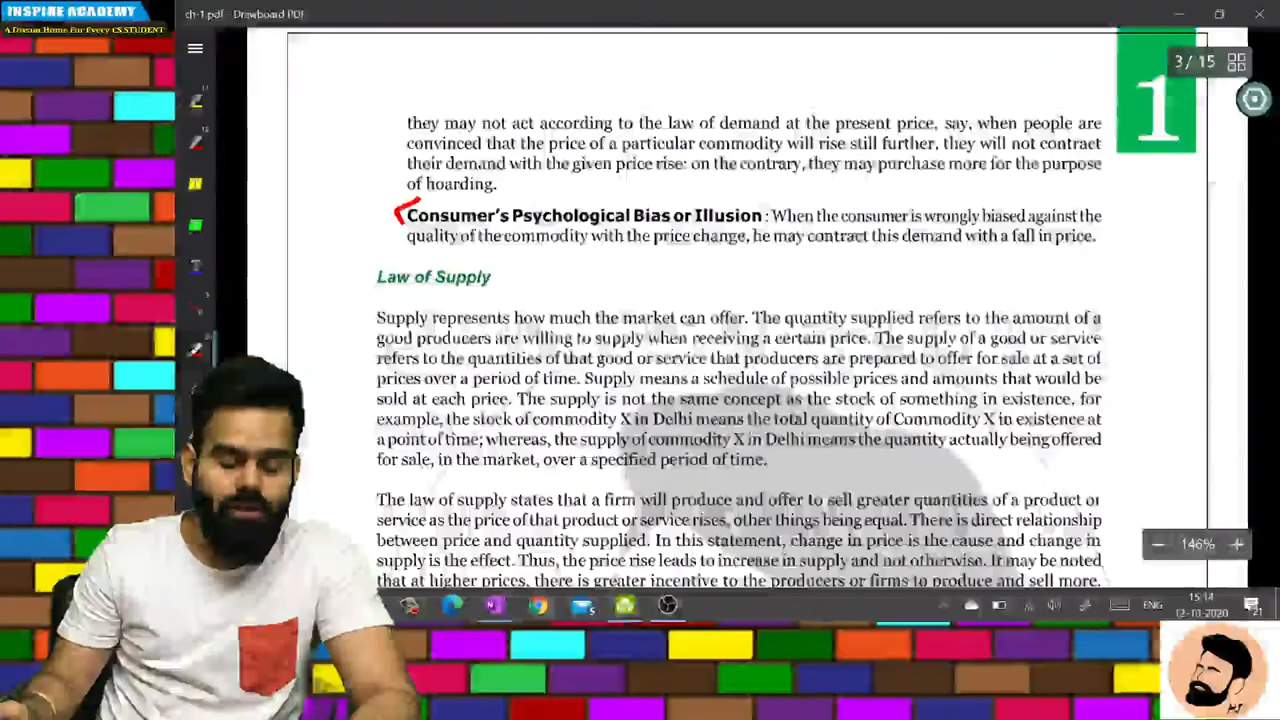 INSPIRE ACADEMY
A Dream Home For Every CS STUDENT
ch-1.pdf - Drawboard PDF
3 / 15
1
they may not act according to the law of demand at the present price, say, when people are
convinced that the price of a particular commodity will rise still further, they will not contract
their demand with the given price rise: on the contrary, they may purchase more for the purpose
of hoarding.
Consumer's Psychological Bias or Illusion : When the consumer is wrongly biased against the
quality of the commodity with the price change, he may contract this demand with a fall in price.
Law of Supply
Supply represents how much the market can offer. The quantity supplied refers to the amount of a
good producers are willing to supply when receiving a certain price. The supply of a good or service
refers to the quantities of that good or service that producers are prepared to offer for sale at a set of
prices over a period of time. Supply means a schedule of possible prices and amounts that would be
sold at each price. The supply is not the same concept as the stock of something in existence, for
example, the stock of commodity X in Delhi means the total quantity of Commodity X in existence at
a point of time; whereas, the supply of commodity X in Delhi means the quantity actually being offered
for sale, in the market, over a specified period of time.
The law of supply states that a firm will produce and offer to sell greater quantities of a product or
service as the price of that product or service rises, other things being equal. There is direct relationship
between price and quantity supplied. In this statement, change in price is the cause and change in
supply is the effect. Thus, the price rise leads to increase in supply and not otherwise. It may be noted
that at higher prices, there is greater incentive to the producers or firms to produce and sell more.
146%
ENG
15:14
12-10-2020
21